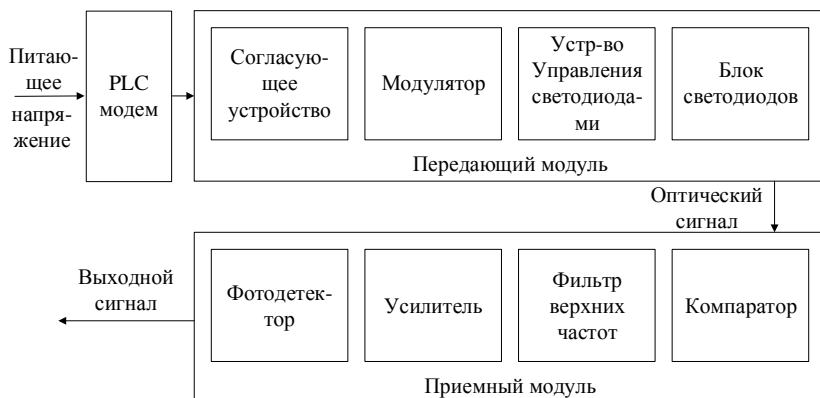 Питаю-
щее
напря-
жение
PLC
модем
Согласую-
щее
устройство
Модулятор
Устр-во
Управления
светодиода-
ми
Блок
светодиодов
Передающий модуль
Оптический
сигнал
Выходной
сигнал
Фотодетек-
тор
Усилитель
Фильтр
верхних
частот
Компаратор
Приемный модуль